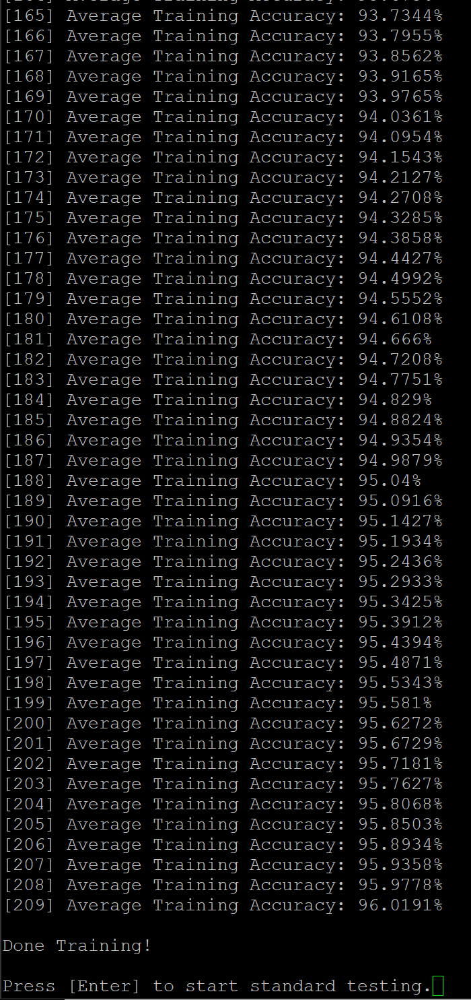 [165] Average Training Accuracy: 93.7344%
[166] Average Training Accuracy: 93.7955%
[167] Average Training Accuracy: 93.8562%
[168] Average Training Accuracy: 93.9165%
[169] Average Training Accuracy: 93.9765%
[170] Average Training Accuracy: 94.0361%
[171] Average Training Accuracy: 94.0954%
[172] Average Training Accuracy: 94.1543%
[173] Average Training Accuracy: 94.2127%
[174] Average Training Accuracy: 94.2708%
[175] Average Training Accuracy: 94.3285%
[176] Average Training Accuracy: 94.3858%
[177] Average Training Accuracy: 94.4427%
[178] Average Training Accuracy: 94.4992%
[179] Average Training Accuracy: 94.5552%
[180] Average Training Accuracy: 94.6108%
[181] Average Training Accuracy: 94.666%
[182] Average Training Accuracy: 94.7208%
[183] Average Training Accuracy: 94.7751%
[184] Average Training Accuracy: 94.829%
[185] Average Training Accuracy: 94.8824%
[186] Average Training Accuracy: 94.9354%
[187] Average Training Accuracy: 94.9879%
[188] Average Training Accuracy: 95.04%
[189] Average Training Accuracy: 95.0916%
[190] Average Training Accuracy: 95.1427%
[191] Average Training Accuracy: 95.1934%
[192] Average Training Accuracy: 95.2436%
[193] Average Training Accuracy: 95.2933%
[194] Average Training Accuracy: 95.3425%
[195] Average Training Accuracy: 95.3912%
[196] Average Training Accuracy: 95.4394%
[197] Average Training Accuracy: 95.4871%
[198] Average Training Accuracy: 95.5343%
[199] Average Training Accuracy: 95.581%
[200] Average Training Accuracy: 95.6272%
[201] Average Training Accuracy: 95.6729%
[202] Average Training Accuracy: 95.7181%
[203] Average Training Accuracy: 95.7627%
[204] Average Training Accuracy: 95.8068%
[205] Average Training Accuracy: 95.8503%
[206] Average Training Accuracy: 95.8934%
[207] Average Training Accuracy: 95.9358%
[208] Average Training Accuracy: 95.9778%
[209] Average Training Accuracy: 96.0191%
Done Training!
Press [Enter] to start standard testing.